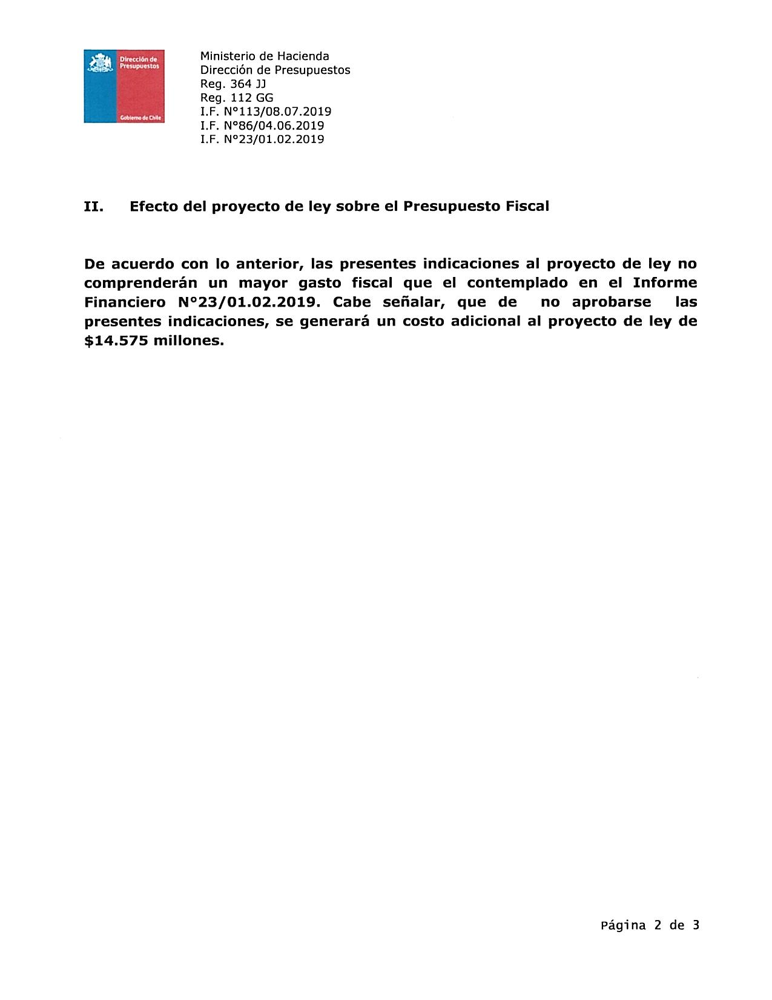 Dirección de
Presupuestos
Gobierno de Chile
Ministerio de Hacienda
Dirección de Presupuestos
Reg. 364 JJ
Reg. 112 GG
I.F. N°113/08.07.2019
I.F. N°86/04.06.2019
I.F. N°23/01.02.2019
II. Efecto del proyecto de ley sobre el Presupuesto Fiscal
De acuerdo con lo anterior, las presentes indicaciones al proyecto de ley no
comprenderán un mayor gasto fiscal que el contemplado en el Informe
Financiero N°23/01.02.2019. Cabe señalar, que de no aprobarse las
presentes indicaciones, se generará un costo adicional al proyecto de ley de
$14.575 millones.
Página 2 de 3